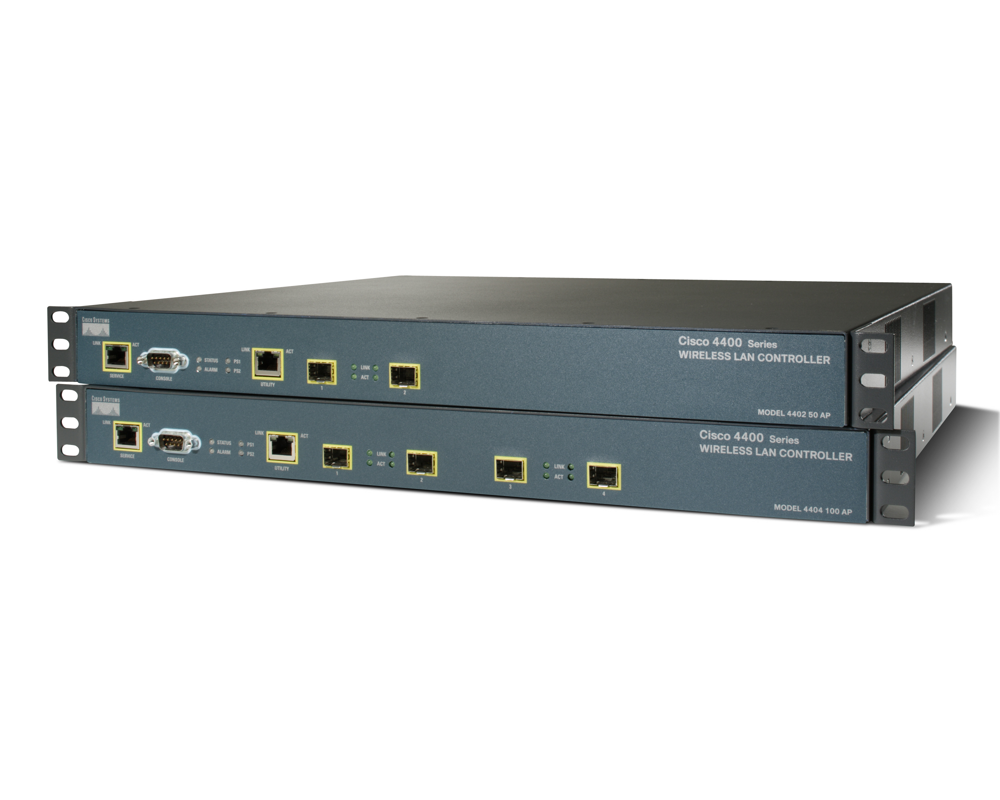 CISCO SYSTEMS
Cisco 4400 Series
WIRELESS LAN CONTROLLER
LINK ACT
SERVICE
CONSOLE
STATUS PS1
ALARM PS2
LINK ACT
UTILITY
1
LINK
ACT
2
MODEL 4402 50 AP
CISCO SYSTEMS
Cisco 4400 Series
WIRELESS LAN CONTROLLER
LINK ACT
SERVICE
CONSOLE
STATUS PS1
ALARM PS2
LINK ACT
UTILITY
1
LINK
ACT
2
3
LINK
ACT
4
MODEL 4404 100 AP